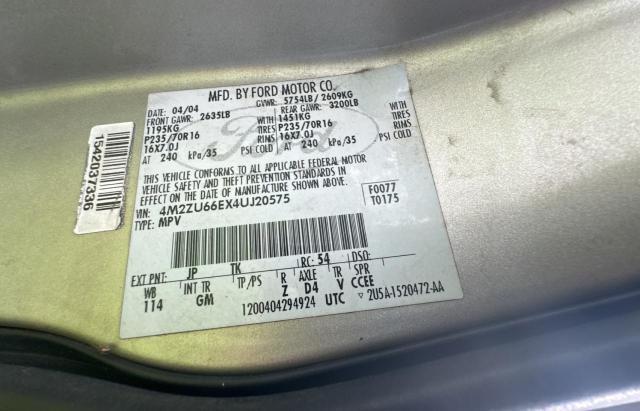 MFD. BY FORD MOTOR CO.
04/04 GVWR: 5754LB / 2609KG
FRONT GAWR: 2635LB REAR GAWR: 3200LB
1195KG WITH 1451KG WITH
P235/70R16 TIRES P235/70R16 TIRES
16X7.0J RIMS 16X7.0J RIMS
AT 240 kPa/35 PSI COLD AT 240 kPa/35 PSI COLD
THIS VEHICLE CONFORMS TO ALL APPLICABLE FEDERAL MOTOR
VEHICLE SAFETY AND THEFT PREVENTION STANDARDS IN
EFFECT ON THE DATE OF MANUFACTURE SHOWN ABOVE.
VIN: 4M2ZU66EX4UJ20575 F0077
TYPE: MPV T0175
EXT PNT: JP TK RC: 54 DSO:
WB INT TR TP/PS R AXLE TR SPR
114 GM Z D4 V CCEE
1200404294924 UTC 2U5A-1520472-AA
Ford
1542037336